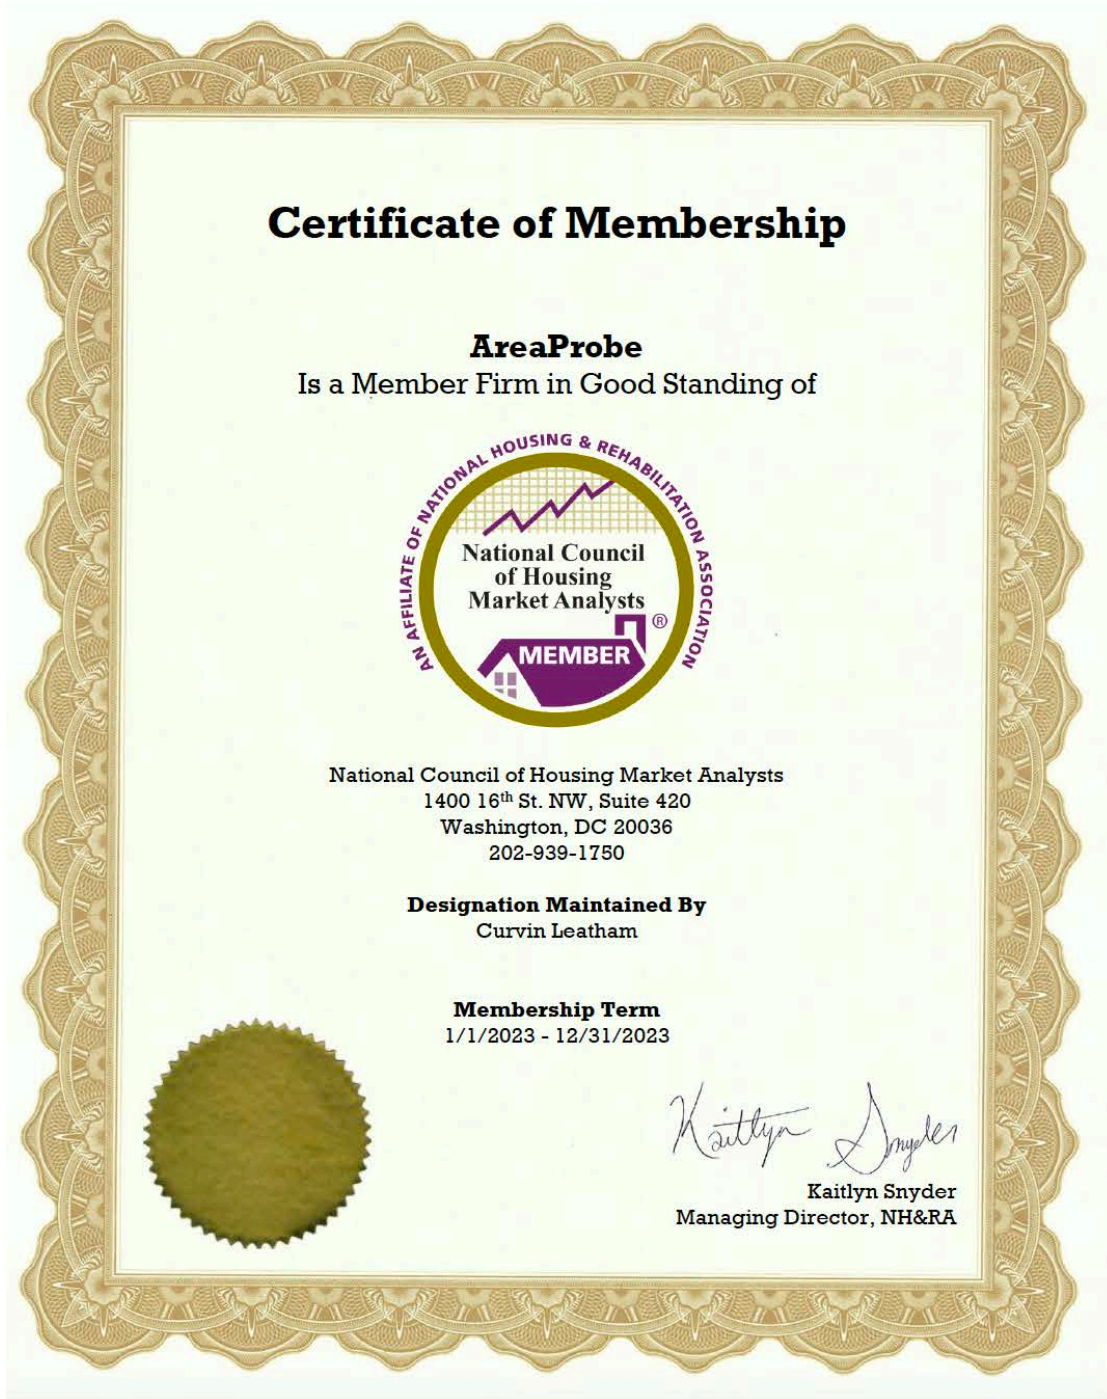 Certificate of Membership
AreaProbe
Is a Member Firm in Good Standing of
AN AFFILIATE OF NATIONAL HOUSING & REHABILITATION ASSOCIATION
National Council
of Housing
Market Analysts
®
MEMBER
National Council of Housing Market Analysts
1400 16th St. NW, Suite 420
Washington, DC 20036
202-939-1750
Designation Maintained By
Curvin Leatham
Membership Term
1/1/2023 - 12/31/2023
Kaitlyn Snyder
Kaitlyn Snyder
Managing Director, NH&RA